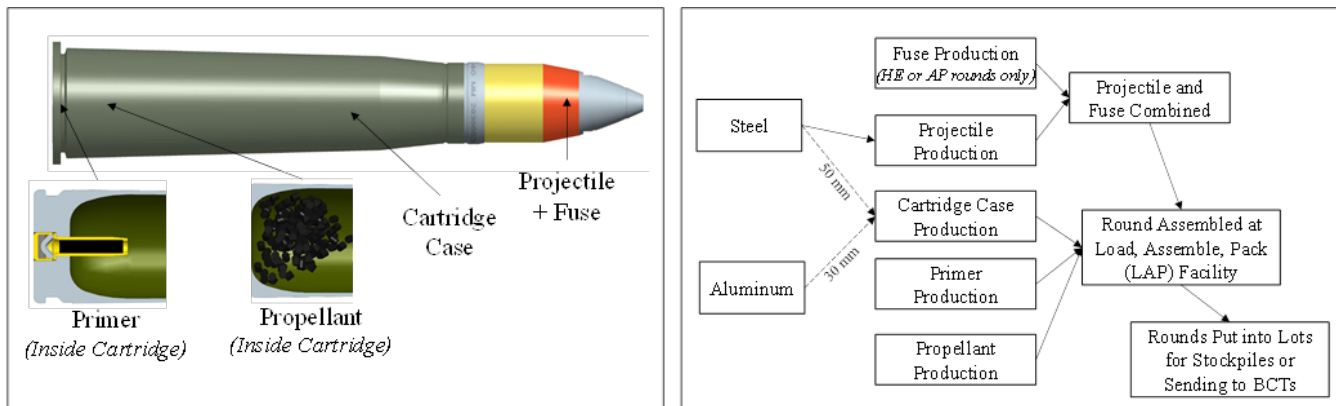 Primer
(Inside Cartridge)
Propellant
(Inside Cartridge)
Cartridge
Case
Projectile
+ Fuse
Steel
Aluminum
50 mm
30 mm
Fuse Production
(HE or AP rounds only)
Projectile
Production
Cartridge Case
Production
Primer
Production
Propellant
Production
Projectile and
Fuse Combined
Round Assembled at
Load, Assemble, Pack
(LAP) Facility
Rounds Put into Lots
for Stockpiles or
Sending to BCTs